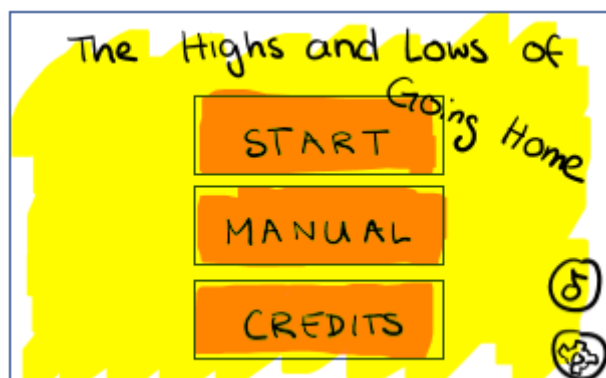 The Highs and Lows of
Going Home
START
MANUAL
CREDITS